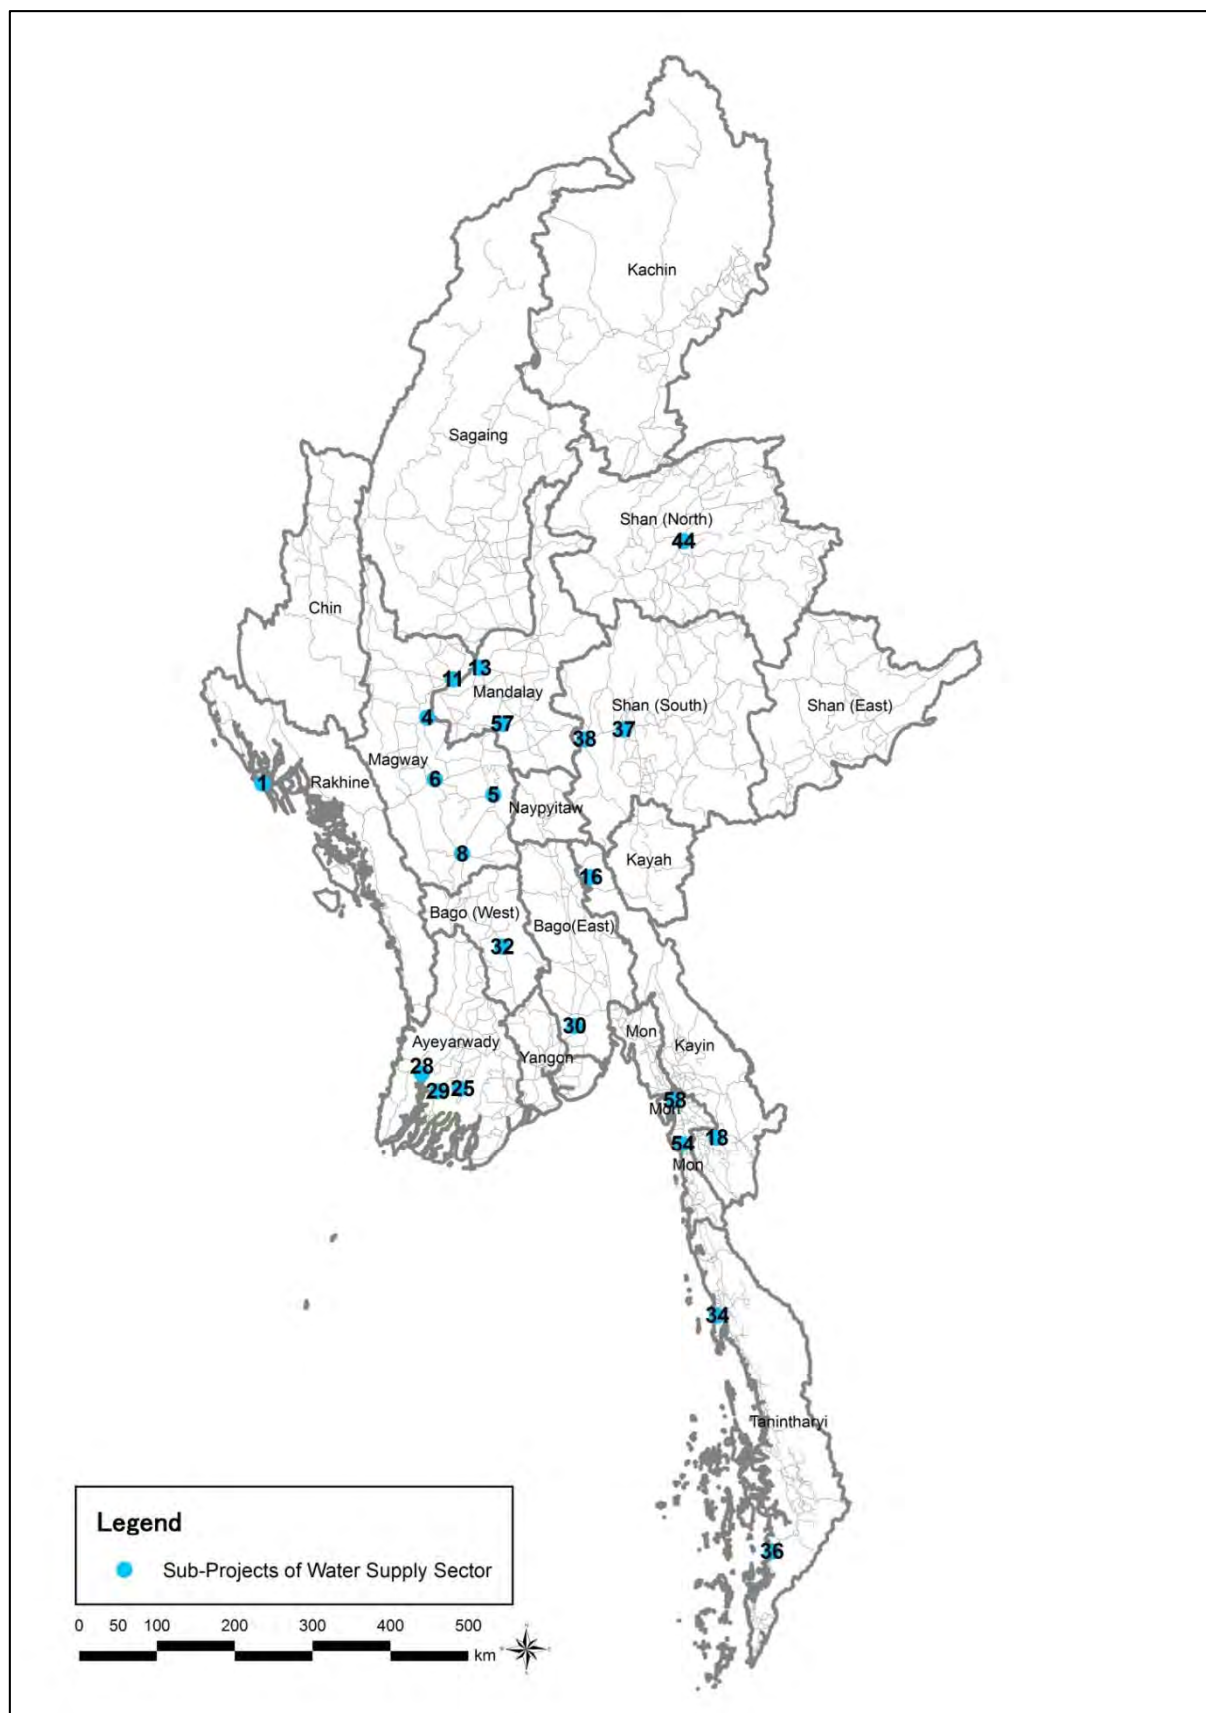 Kachin
Sagaing
Shan (North)
44
Chin
13
11
Mandalay
Shan (South)
Shan (East)
4
57
37
38
Magway
1
Rakhine
6
5
Naypyitaw
8
Kayah
16
Bago (West)
Bago(East)
32
30
Mon
Ayeyarwady
Kayin
Yangon
28
29
25
58
Mon
54
18
Mon
34
Tanintharyi
36
Legend
Sub-Projects of Water Supply Sector
0 50 100 200 300 400 500
km